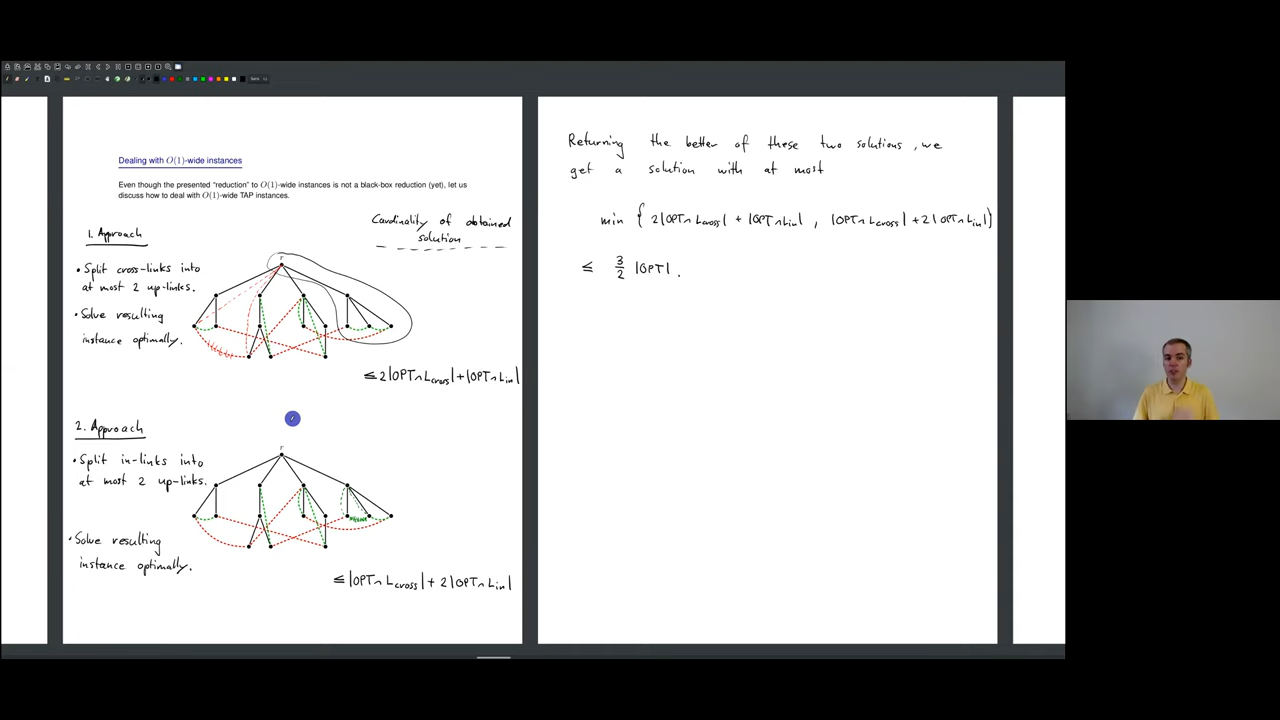 Dealing with O(1)-wide instances
Even though the presented "reduction" to O(1)-wide instances is not a black-box reduction (yet), let us
discuss how to deal with O(1)-wide TAP instances.
Cardinality of obtained
solution
1. Approach
• Split cross-links into
at most 2 up-links.
• Solve resulting
instance optimally.
r
≤ 2|OPT∩L_cross| + |OPT∩L_in|
2. Approach
• Split in-links into
at most 2 up-links.
• Solve resulting
instance optimally.
r
≤ |OPT∩L_cross| + 2|OPT∩L_in|
Returning the better of these two solutions, we
get a solution with at most
min { 2|OPT∩L_cross| + |OPT∩L_in| , |OPT∩L_cross| + 2|OPT∩L_in| }
≤ 3/2 |OPT| .